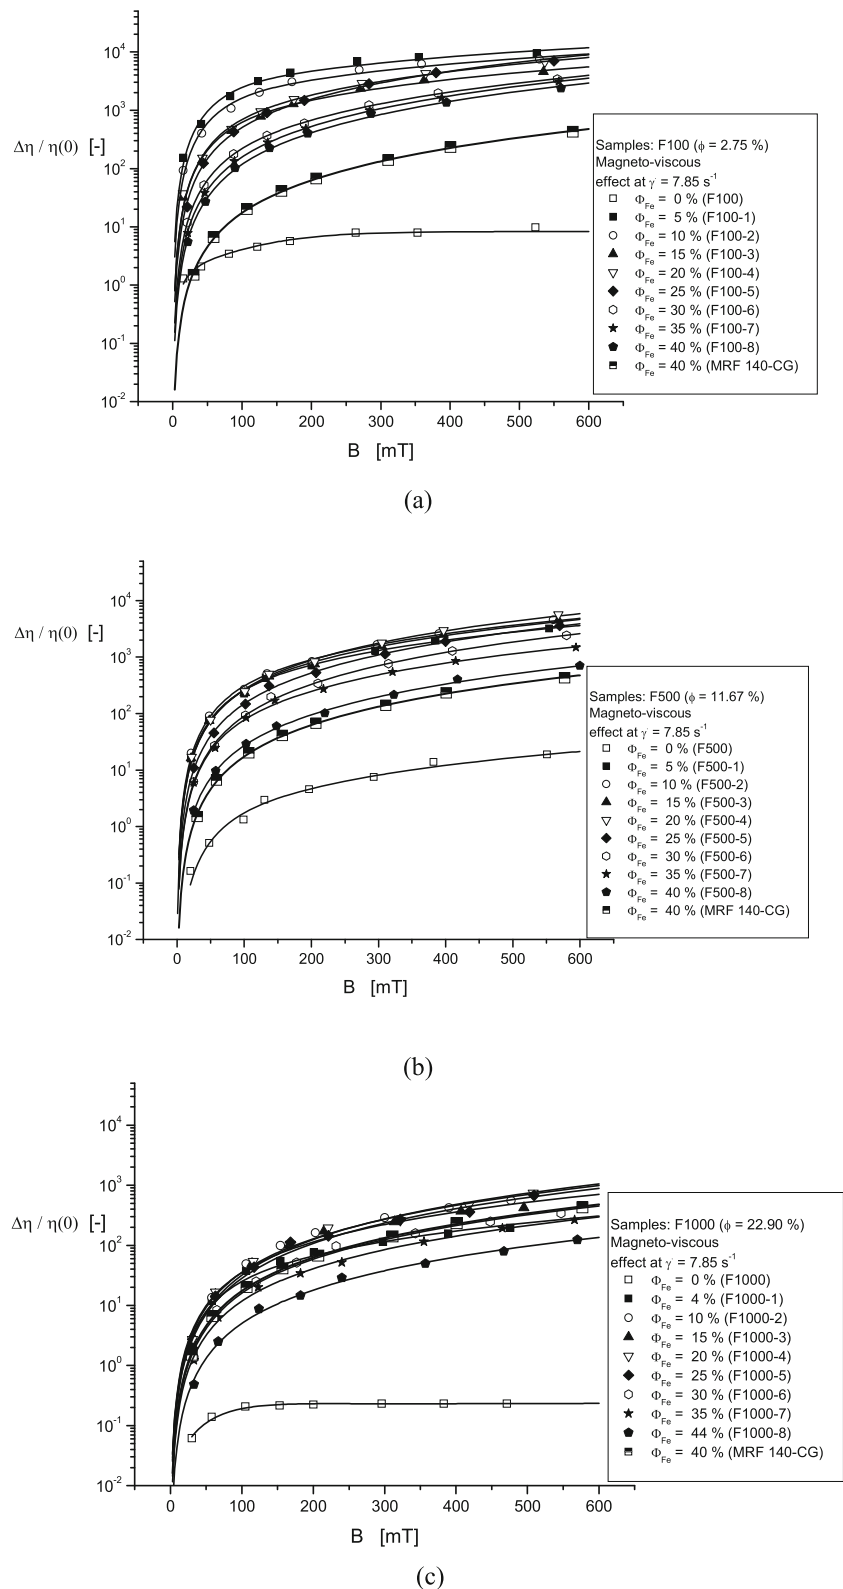 10^4
10^3
Δη / η(0) [-]
10^2
10^1
10^0
10^-1
10^-2
0 100 200 300 400 500 600
B [mT]
Samples: F100 (ϕ = 2.75 %)
Magneto-viscous
effect at γ = 7.85 s^-1
Φ_Fe = 0 % (F100)
Φ_Fe = 5 % (F100-1)
Φ_Fe = 10 % (F100-2)
Φ_Fe = 15 % (F100-3)
Φ_Fe = 20 % (F100-4)
Φ_Fe = 25 % (F100-5)
Φ_Fe = 30 % (F100-6)
Φ_Fe = 35 % (F100-7)
Φ_Fe = 40 % (F100-8)
Φ_Fe = 40 % (MRF 140-CG)
(a)
10^4
Δη / η(0) [-]
10^3
10^2
10^1
10^0
10^-1
10^-2
0 100 200 300 400 500 600
B [mT]
Samples: F500 (ϕ = 11.67 %)
Magneto-viscous
effect at γ = 7.85 s^-1
Φ_Fe = 0 % (F500)
Φ_Fe = 5 % (F500-1)
Φ_Fe = 10 % (F500-2)
Φ_Fe = 15 % (F500-3)
Φ_Fe = 20 % (F500-4)
Φ_Fe = 25 % (F500-5)
Φ_Fe = 30 % (F500-6)
Φ_Fe = 35 % (F500-7)
Φ_Fe = 40 % (F500-8)
Φ_Fe = 40 % (MRF 140-CG)
(b)
10^4
10^3
Δη / η(0) [-]
10^2
10^1
10^0
10^-1
10^-2
0 100 200 300 400 500 600
B [mT]
Samples: F1000 (ϕ = 22.90 %)
Magneto-viscous
effect at γ = 7.85 s^-1
Φ_Fe = 0 % (F1000)
Φ_Fe = 4 % (F1000-1)
Φ_Fe = 10 % (F1000-2)
Φ_Fe = 15 % (F1000-3)
Φ_Fe = 20 % (F1000-4)
Φ_Fe = 25 % (F1000-5)
Φ_Fe = 30 % (F1000-6)
Φ_Fe = 35 % (F1000-7)
Φ_Fe = 44 % (F1000-8)
Φ_Fe = 40 % (MRF 140-CG)
(c)